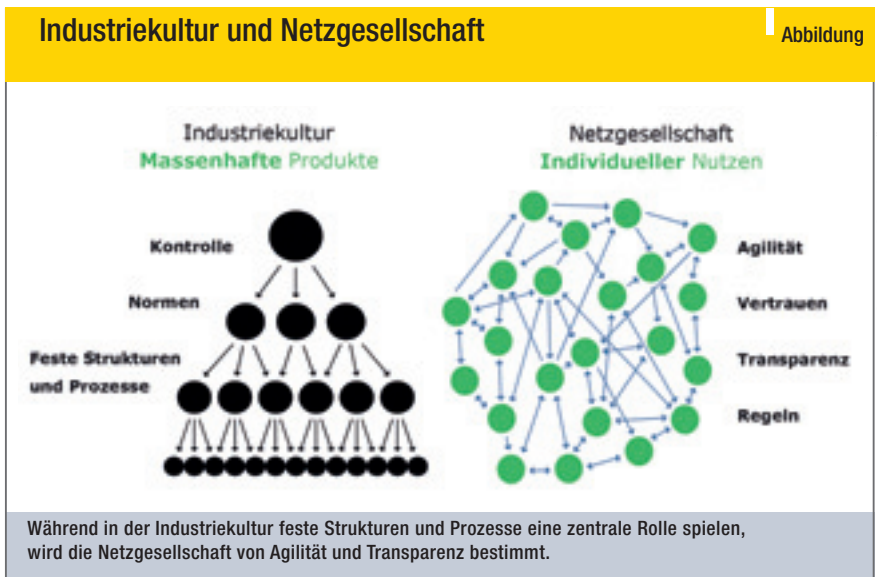 Industriekultur und Netzgesellschaft
Abbildung
Industriekultur
Massenhafte Produkte
Kontrolle
Normen
Feste Strukturen
und Prozesse
Netzgesellschaft
Individueller Nutzen
Agilität
Vertrauen
Transparenz
Regeln
Während in der Industriekultur feste Strukturen und Prozesse eine zentrale Rolle spielen,
wird die Netzgesellschaft von Agilität und Transparenz bestimmt.